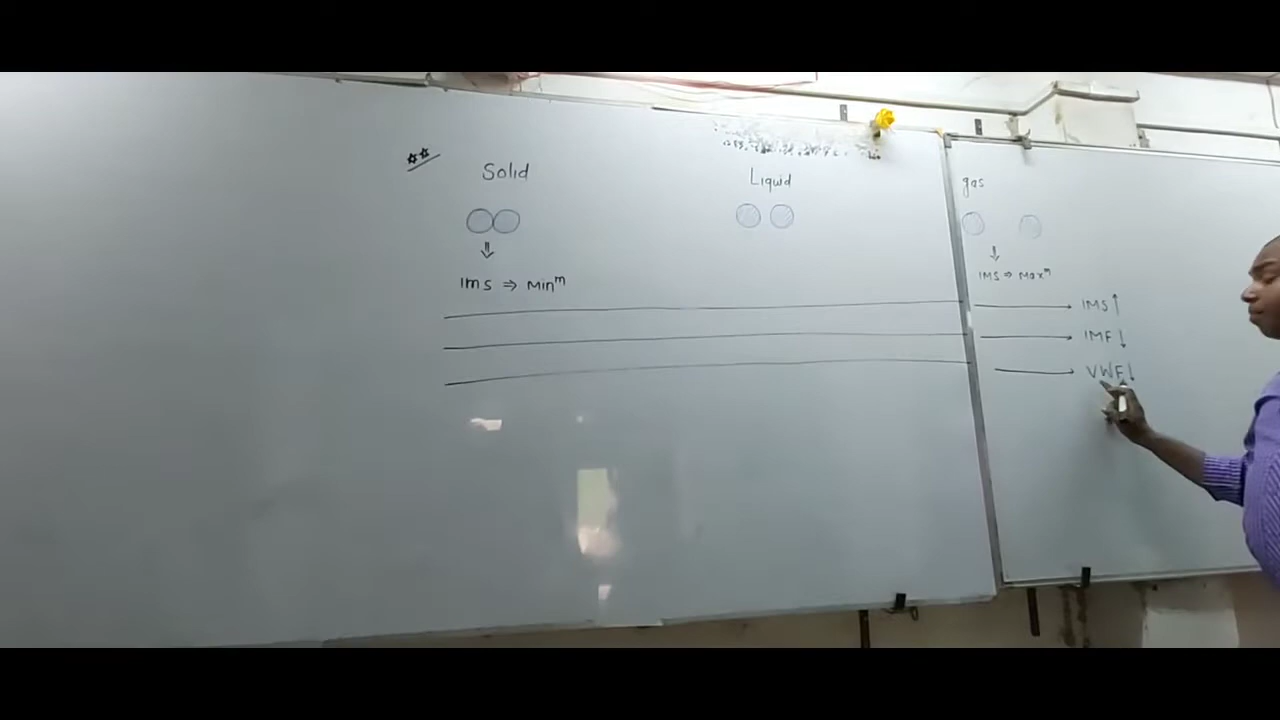 ☆☆
Solid Liquid gas
⇓ ⇓
IMS ⇒ Minᵐ IMS ⇒ Maxᵐ
→ IMS ↑
→ IMF ↓
→ VWF ↓